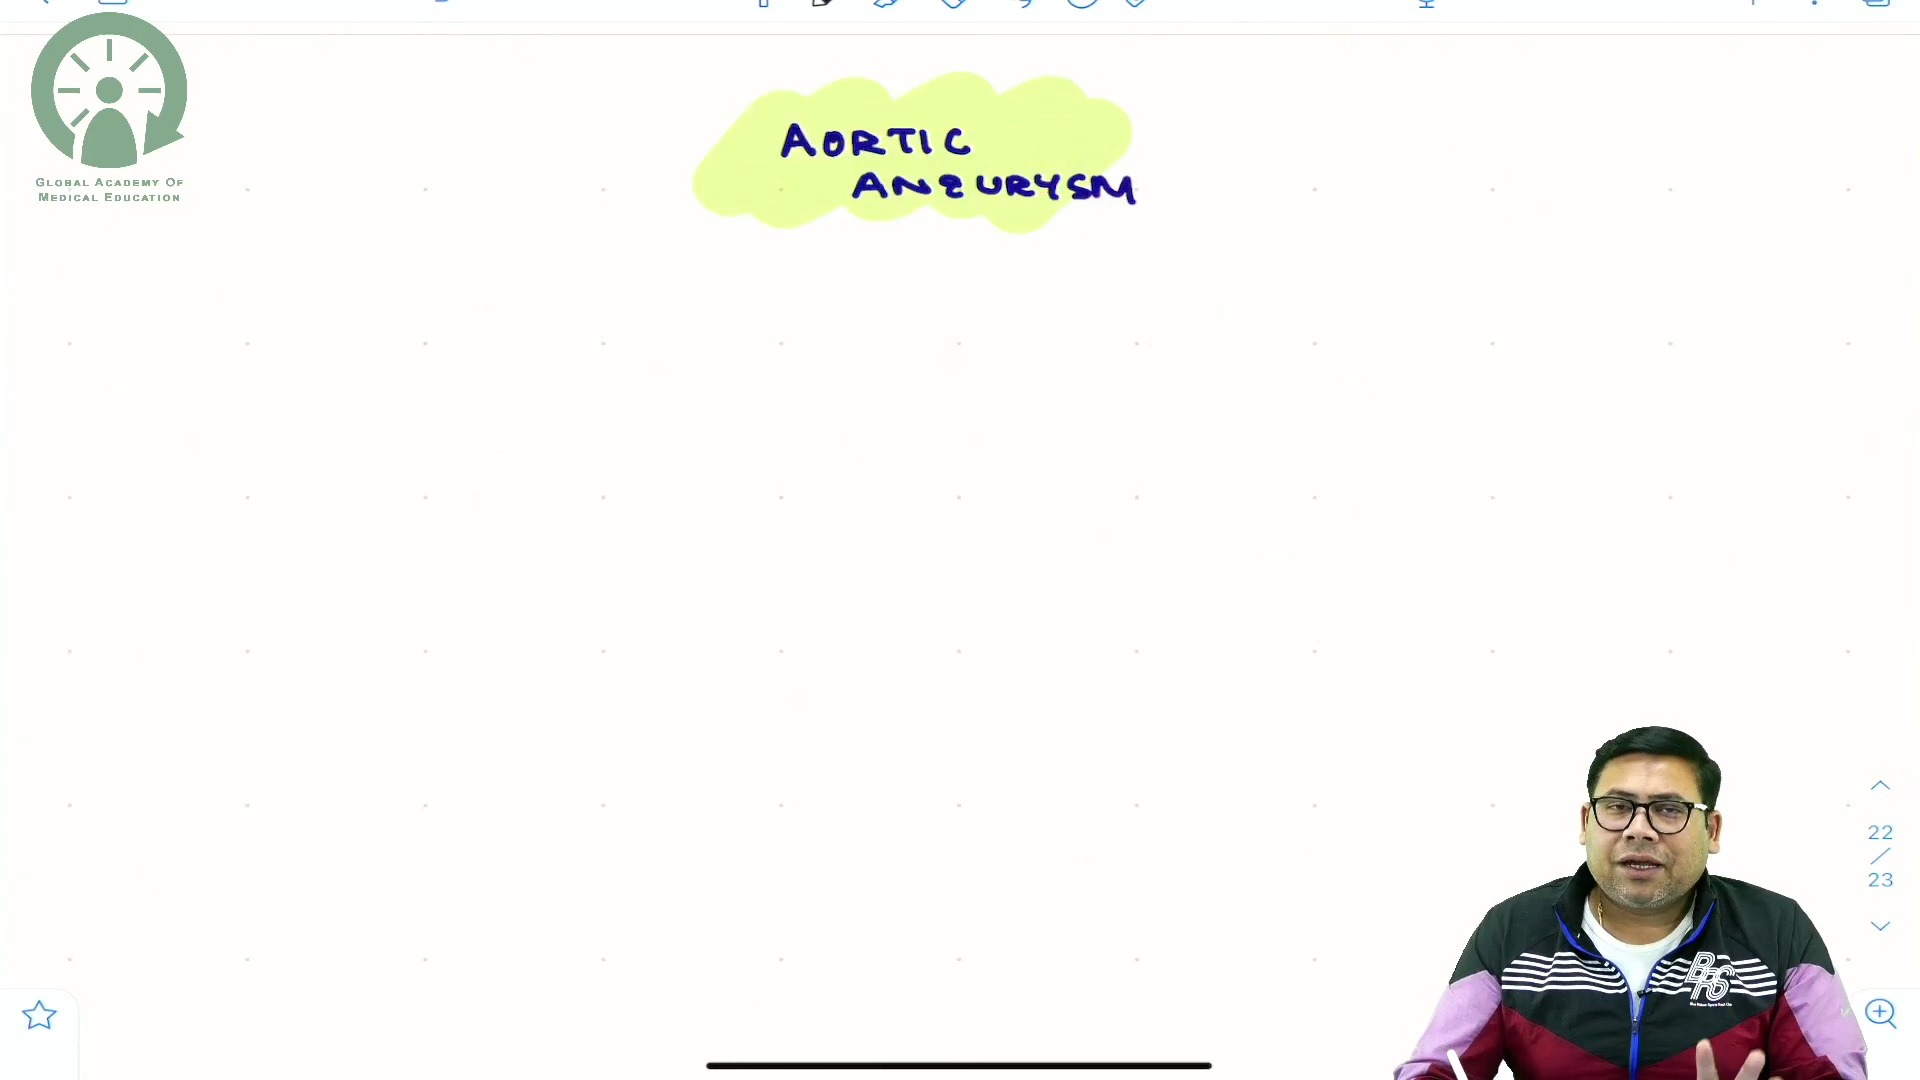 GLOBAL ACADEMY OF
MEDICAL EDUCATION
AORTIC
ANEURYSM
22
/
23